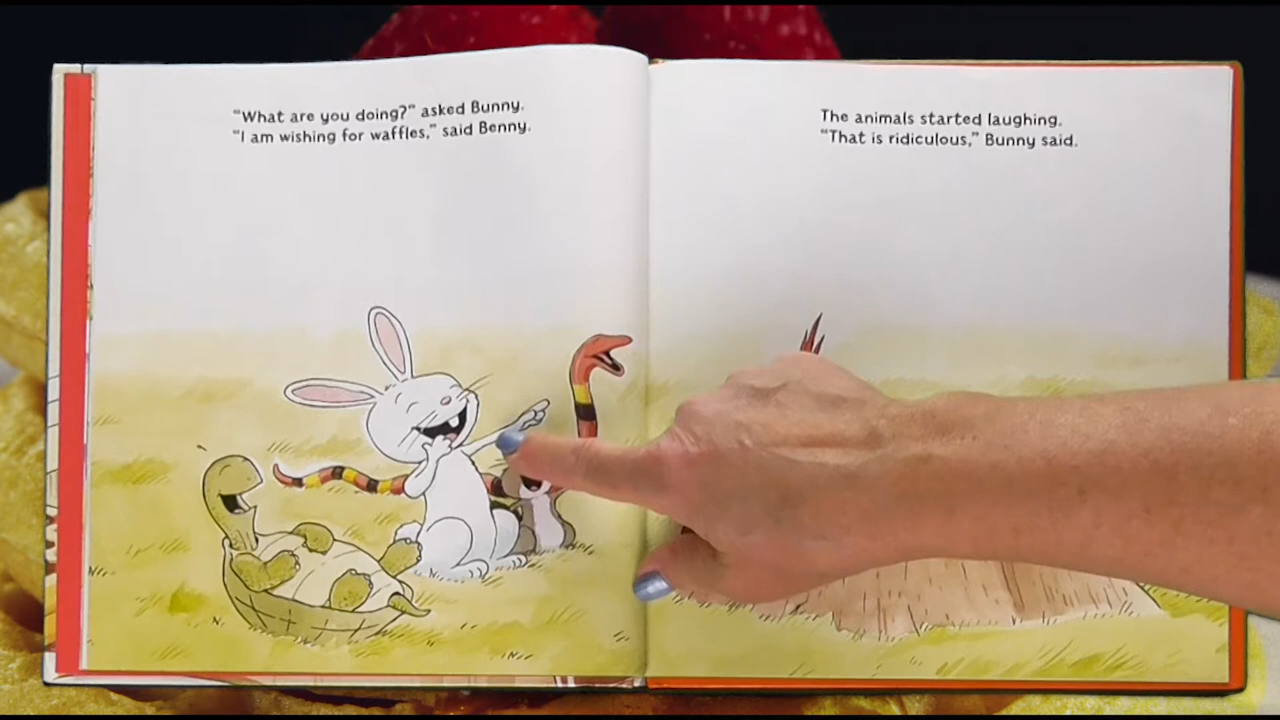 “What are you doing?” asked Bunny.
“I am wishing for waffles,” said Benny.
The animals started laughing.
“That is ridiculous,” Bunny said.